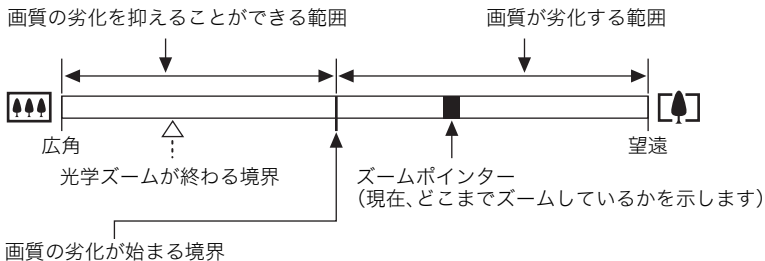 画質の劣化を抑えることができる範囲
画質が劣化する範囲
広角
望遠
光学ズームが終わる境界
ズームポインター
（現在、どこまでズームしているかを示します）
画質の劣化が始まる境界